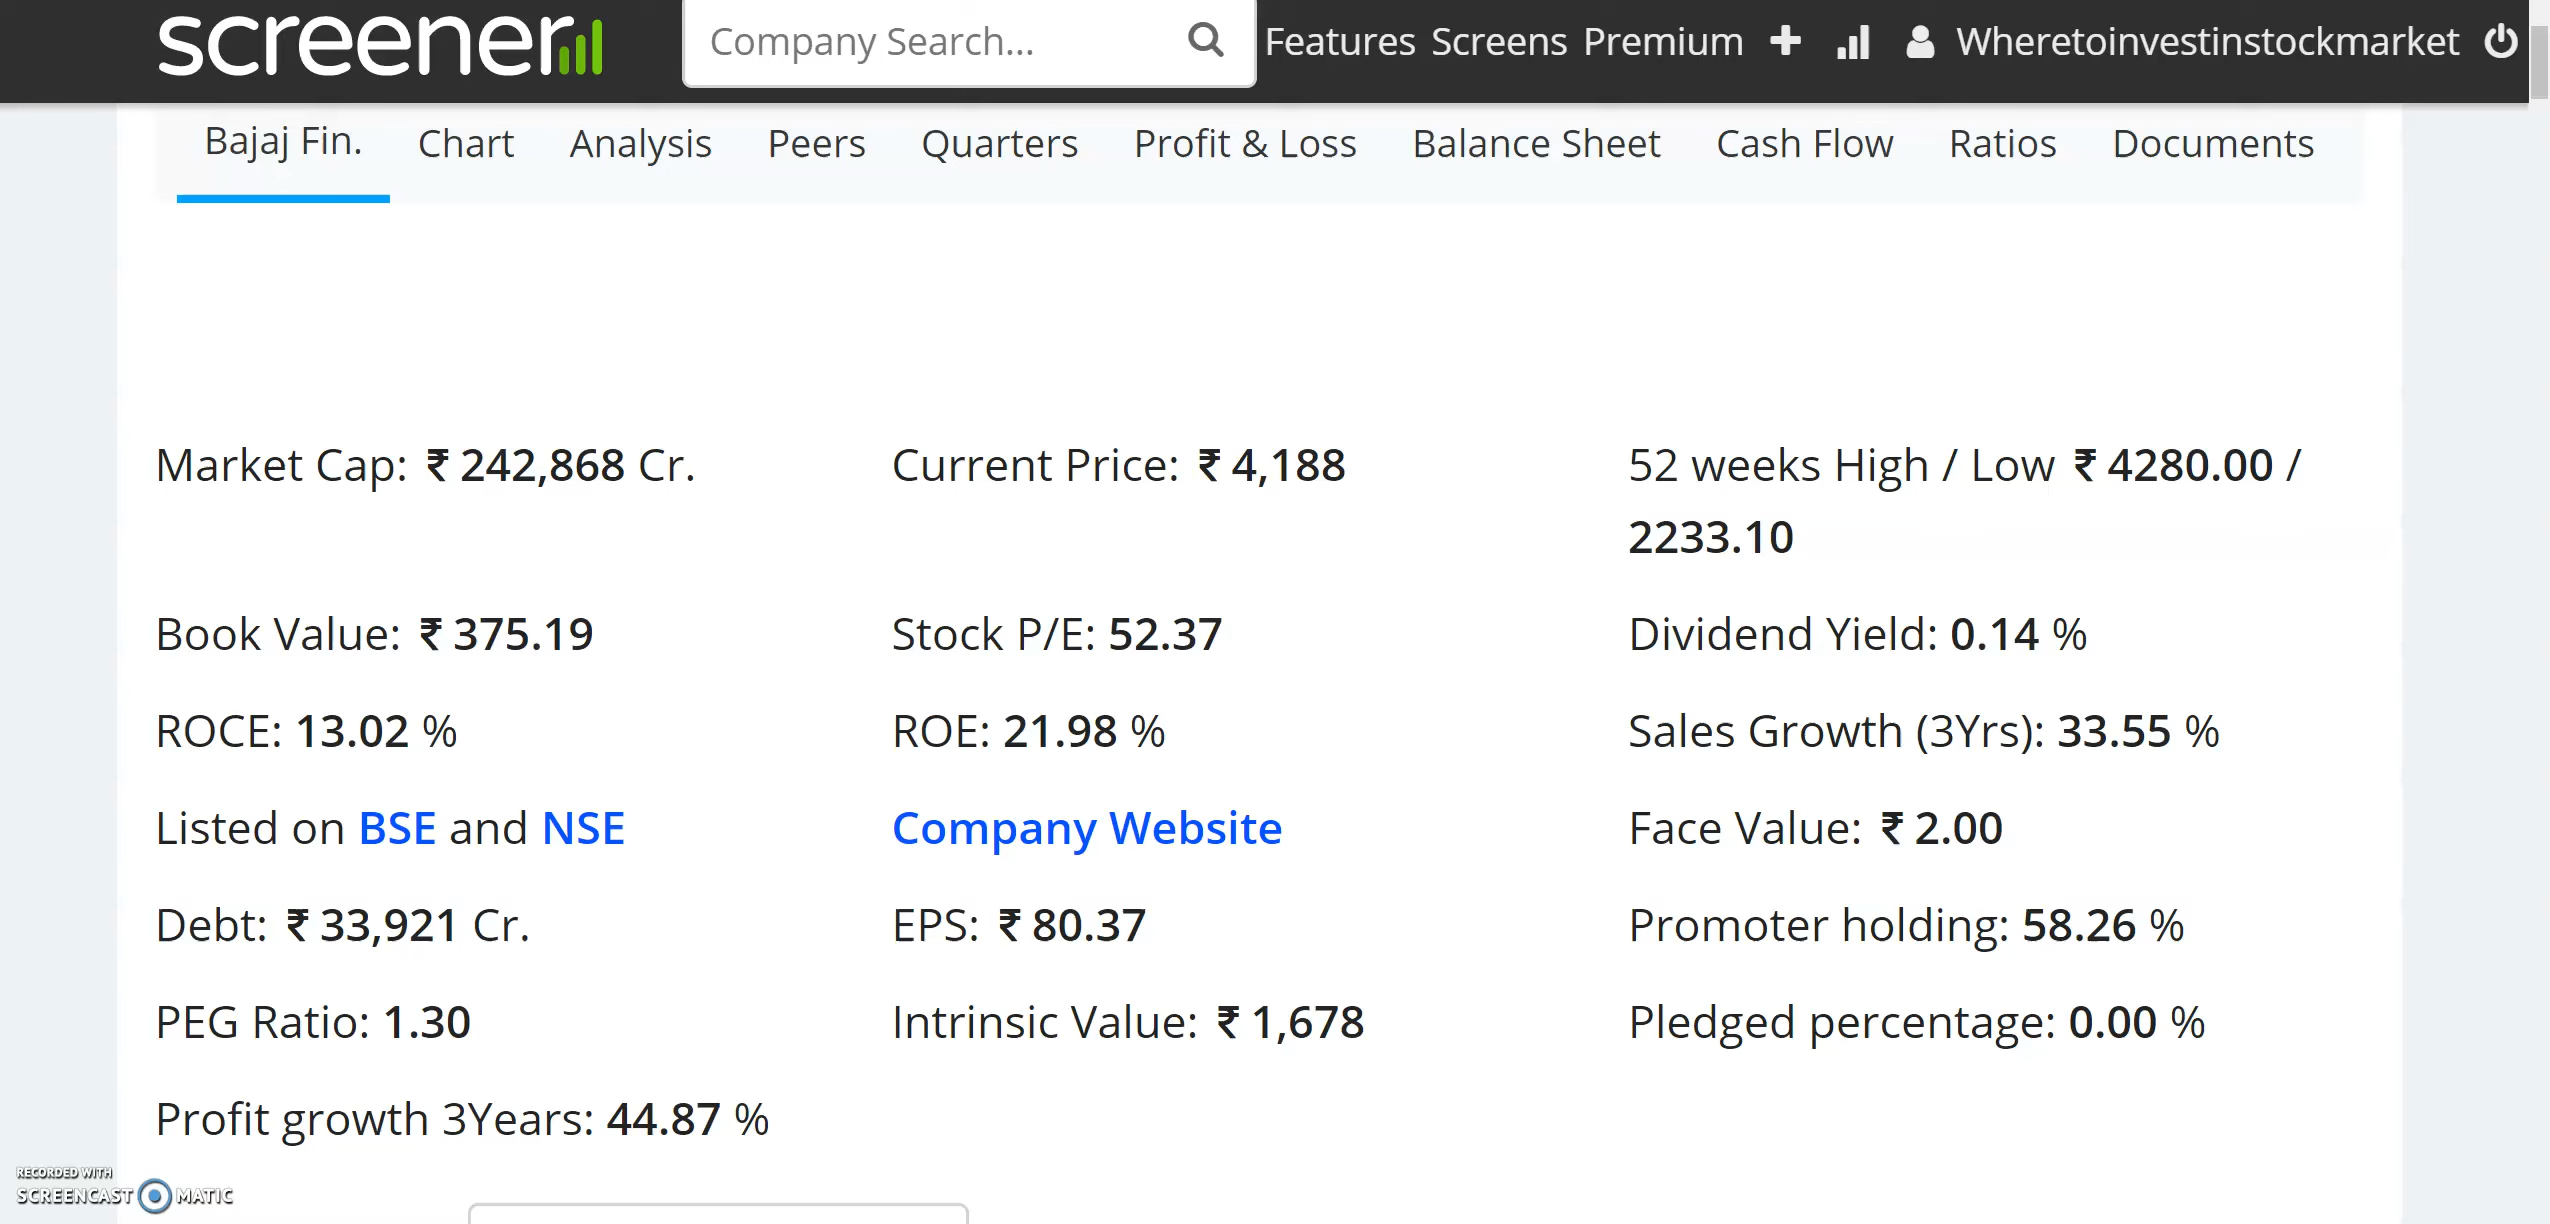 screener
Company Search...
Features Screens Premium Wheretoinvestinstockmarket
Bajaj Fin. Chart Analysis Peers Quarters Profit & Loss Balance Sheet Cash Flow Ratios Documents
Market Cap: ₹ 242,868 Cr.
Current Price: ₹ 4,188
52 weeks High / Low ₹ 4280.00 /
2233.10
Book Value: ₹ 375.19
Stock P/E: 52.37
Dividend Yield: 0.14 %
ROCE: 13.02 %
ROE: 21.98 %
Sales Growth (3Yrs): 33.55 %
Listed on BSE and NSE
Company Website
Face Value: ₹ 2.00
Debt: ₹ 33,921 Cr.
EPS: ₹ 80.37
Promoter holding: 58.26 %
PEG Ratio: 1.30
Intrinsic Value: ₹ 1,678
Pledged percentage: 0.00 %
Profit growth 3Years: 44.87 %
RECORDED WITH
SCREENCAST MATIC